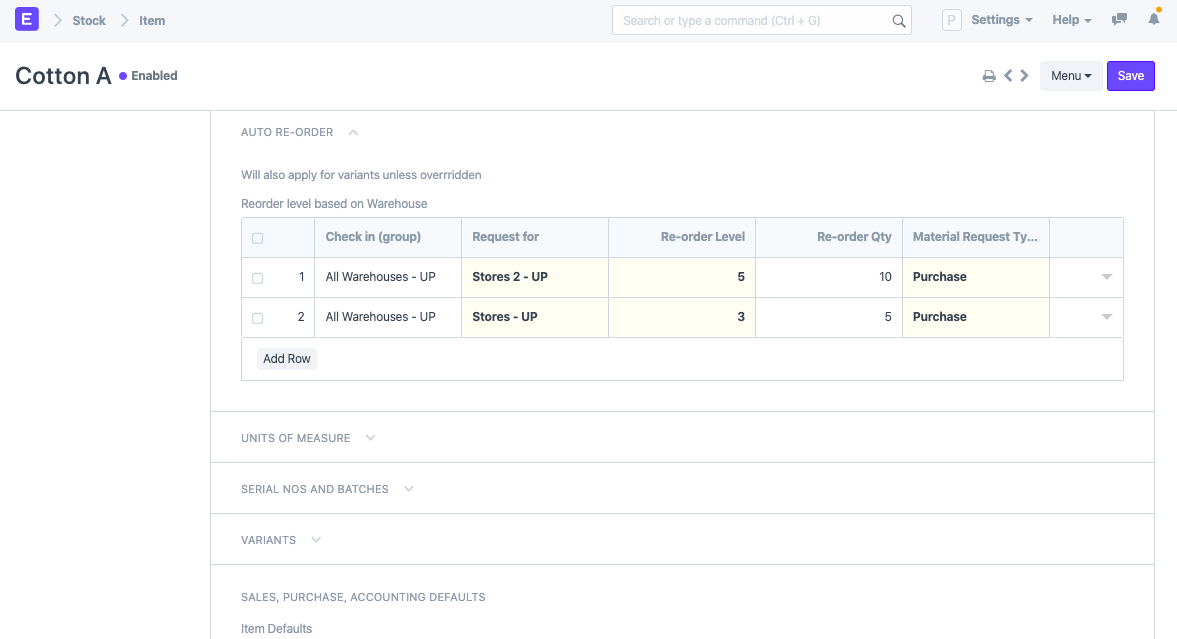 E Stock Item Search or type a command (Ctrl + G) P Settings Help
Cotton A Enabled Menu Save
AUTO RE-ORDER
Will also apply for variants unless overrridden
Reorder level based on Warehouse
Check in (group) Request for Re-order Level Re-order Qty Material Request Ty...
1 All Warehouses - UP Stores 2 - UP 5 10 Purchase
2 All Warehouses - UP Stores - UP 3 5 Purchase
Add Row
UNITS OF MEASURE
SERIAL NOS AND BATCHES
VARIANTS
SALES, PURCHASE, ACCOUNTING DEFAULTS
Item Defaults